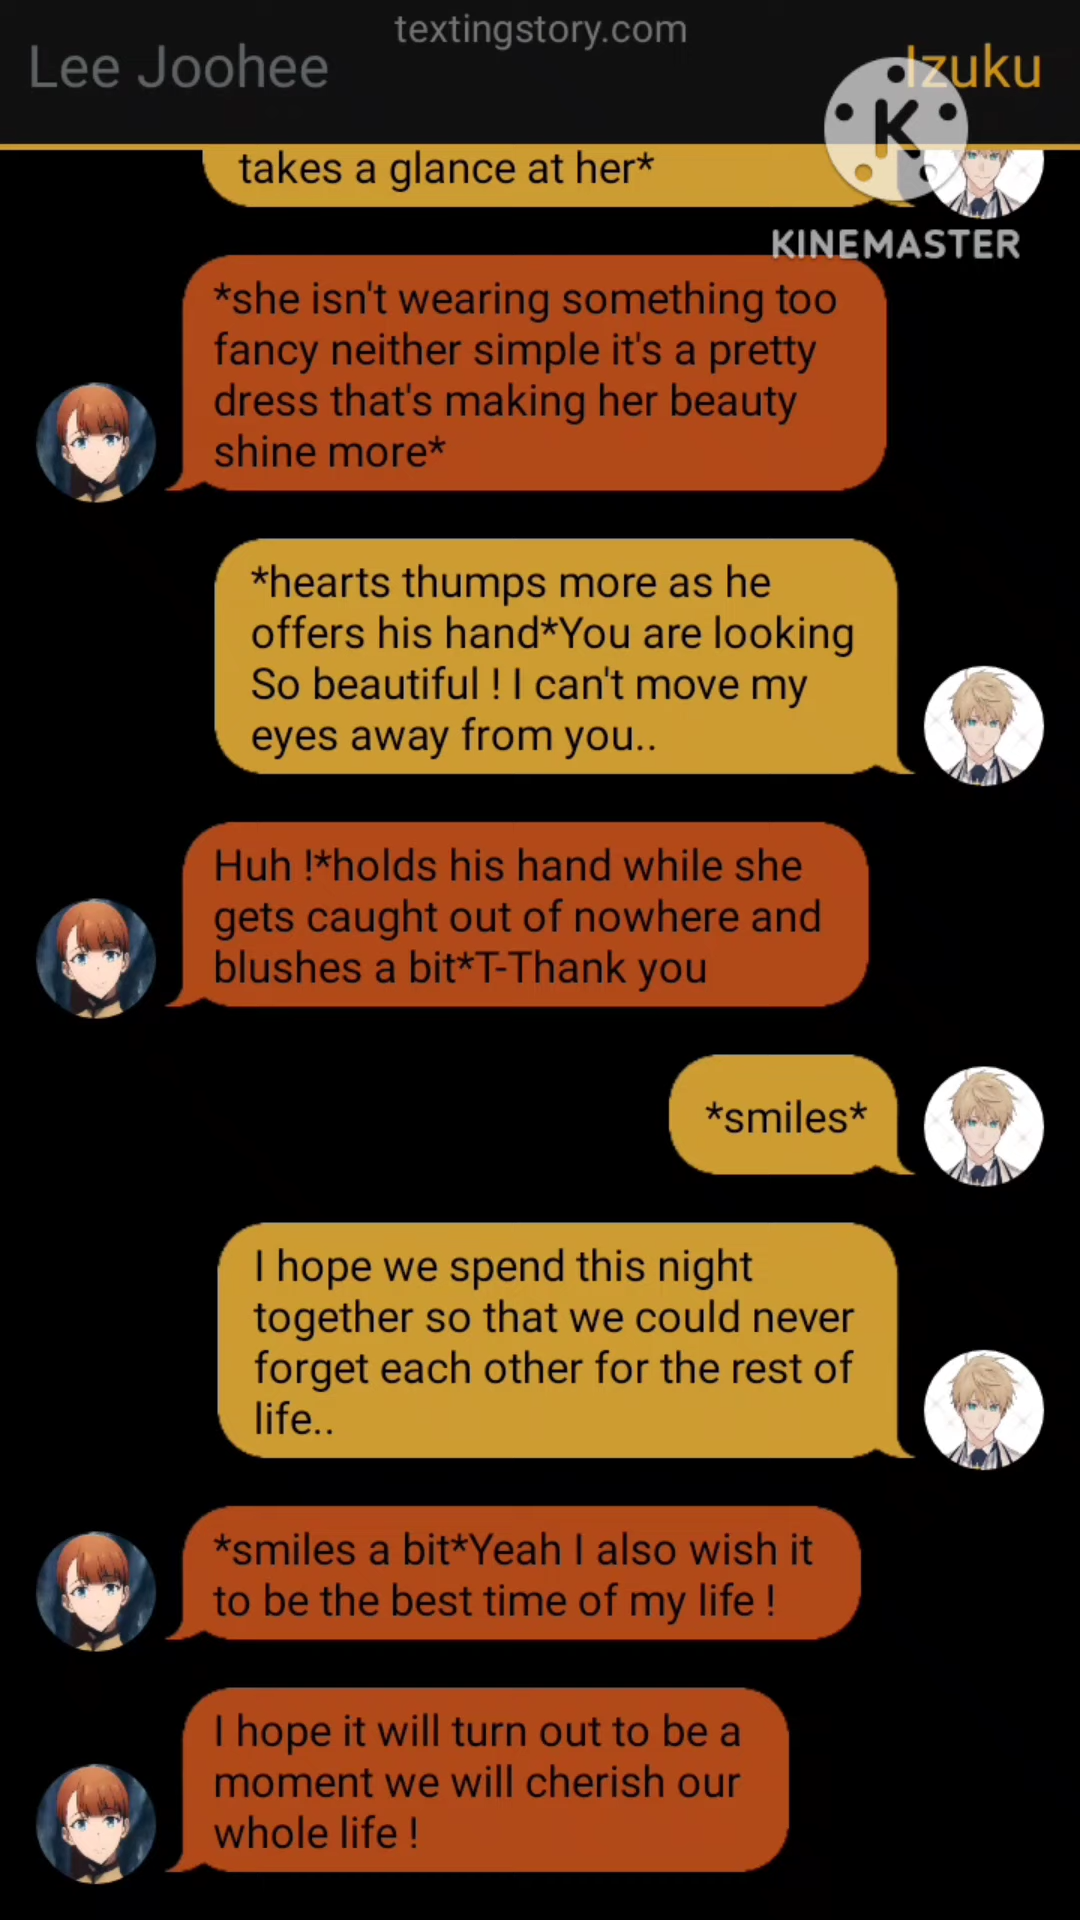 textingstory.com
Lee Joohee
Izuku
K
KINEMASTER
takes a glance at her*
*she isn't wearing something too
fancy neither simple it's a pretty
dress that's making her beauty
shine more*
*hearts thumps more as he
offers his hand*You are looking
So beautiful ! I can't move my
eyes away from you..
Huh !*holds his hand while she
gets caught out of nowhere and
blushes a bit*T-Thank you
*smiles*
I hope we spend this night
together so that we could never
forget each other for the rest of
life..
*smiles a bit*Yeah I also wish it
to be the best time of my life !
I hope it will turn out to be a
moment we will cherish our
whole life !